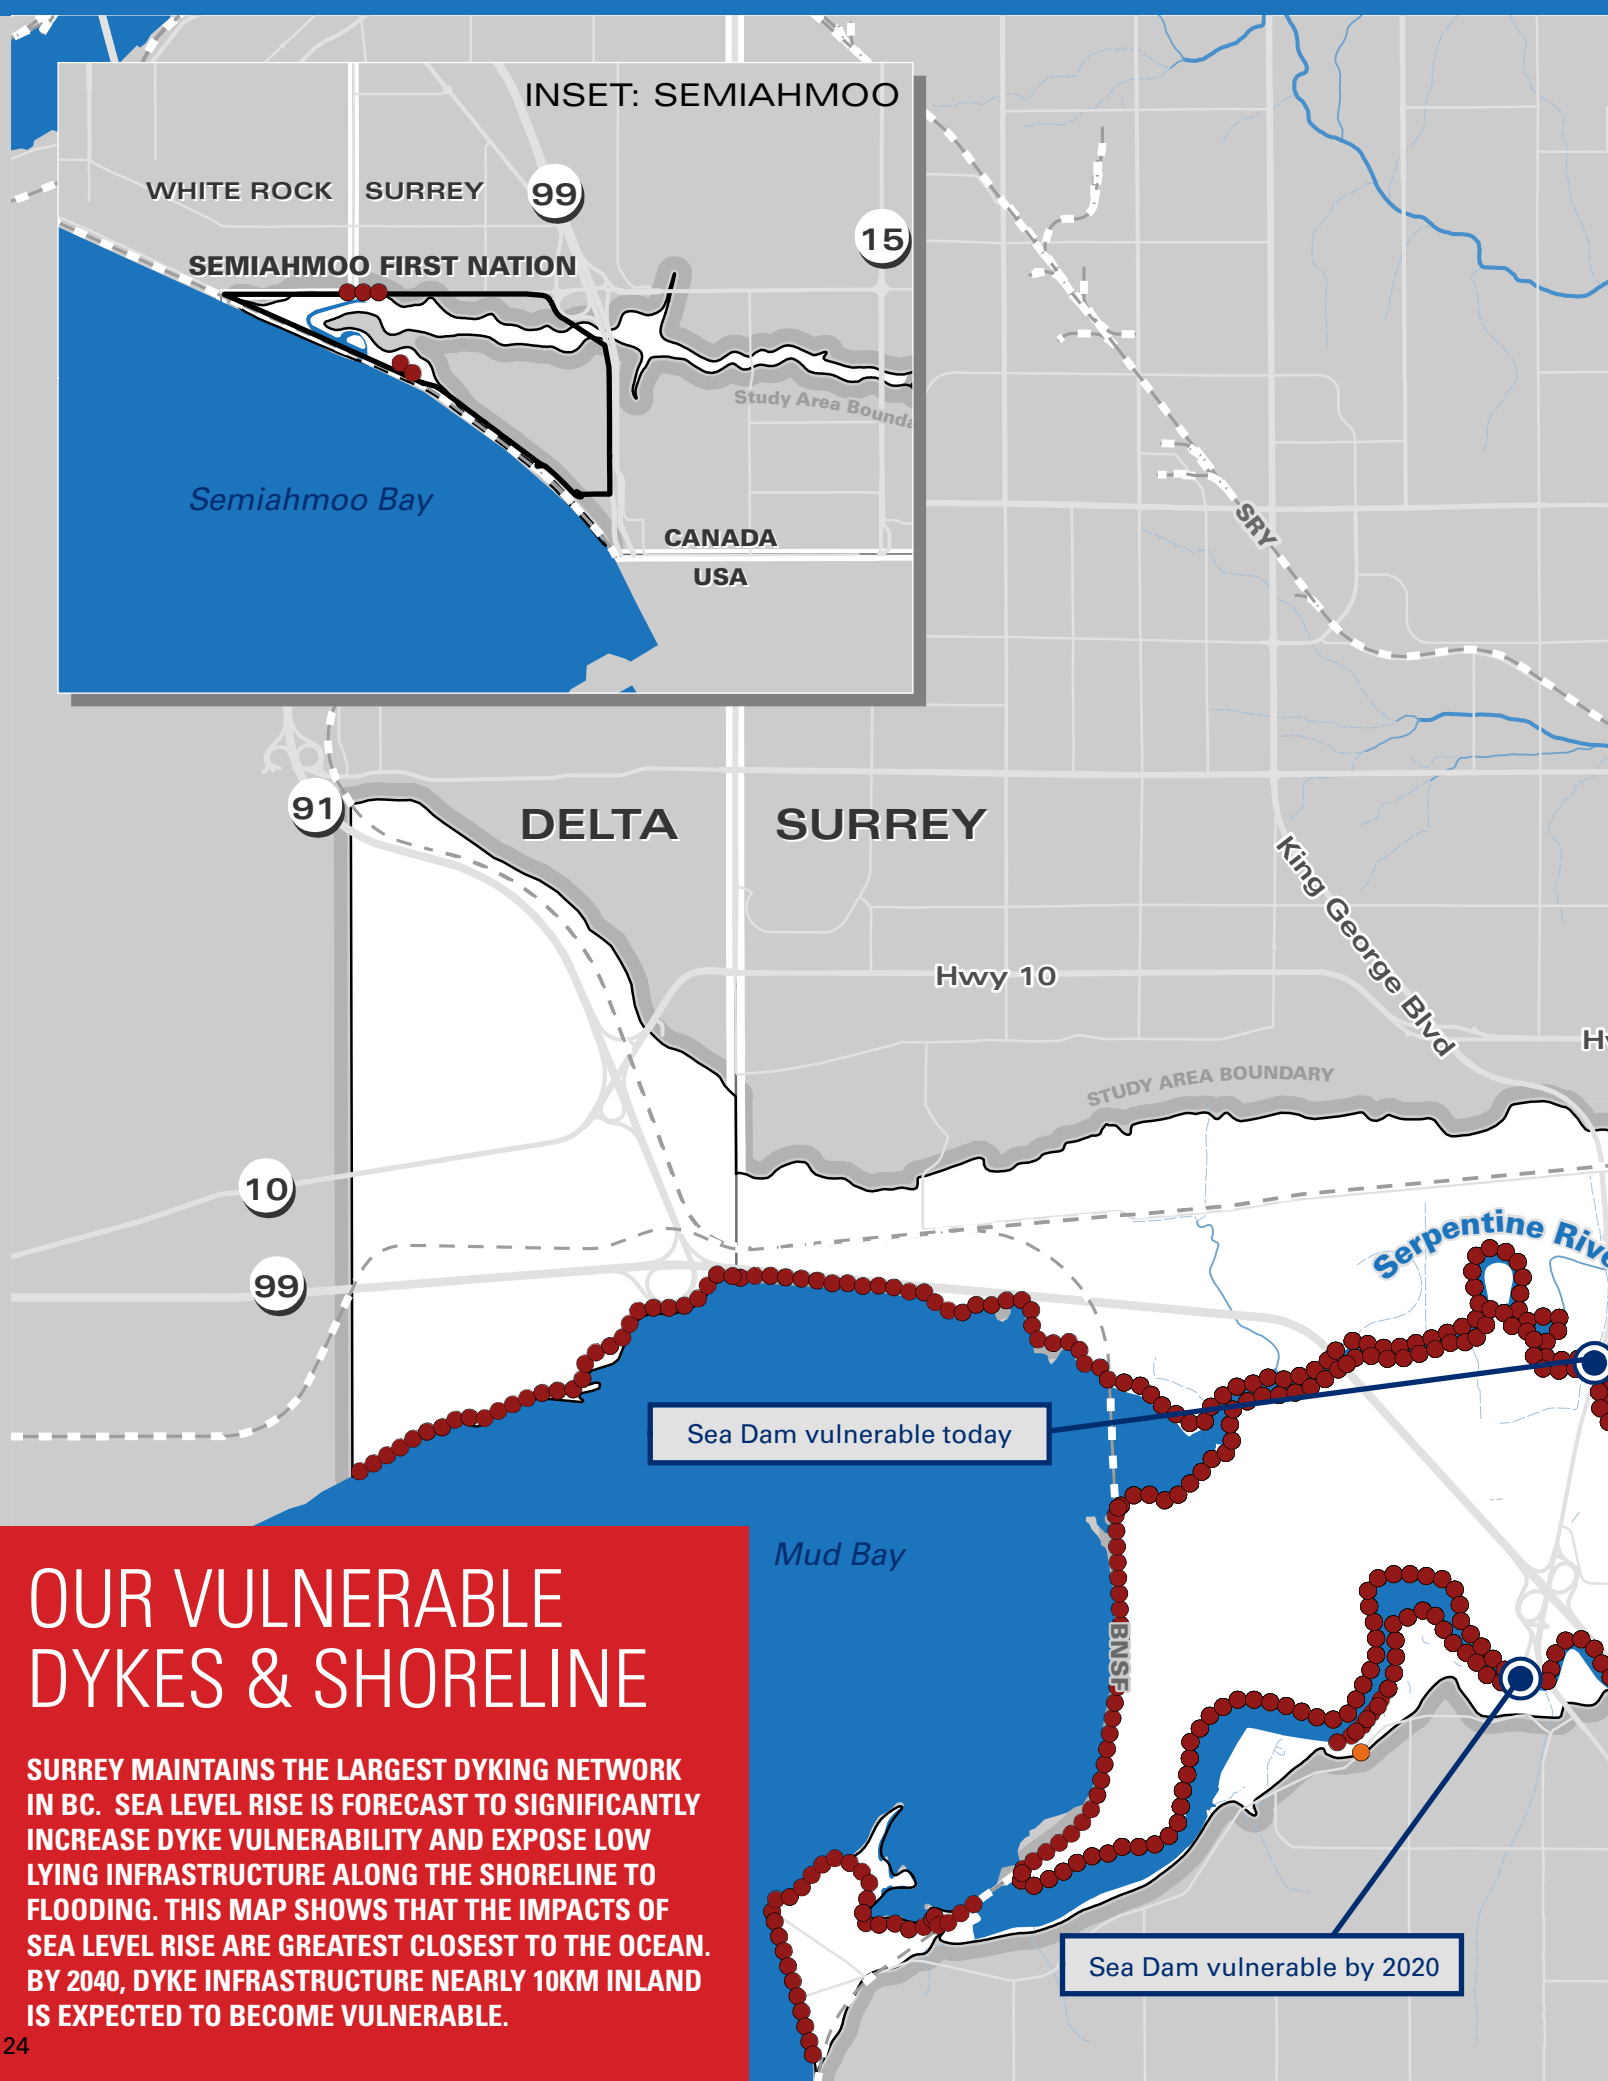 INSET: SEMIAHMOO
WHITE ROCK
SURREY
99
15
SEMIAHMOO FIRST NATION
Study Area Bounda
Semiahmoo Bay
CANADA
USA
SRY
91
DELTA
SURREY
King George Blvd
Hwy 10
STUDY AREA BOUNDARY
10
99
Serpentine Rive
Sea Dam vulnerable today
Mud Bay
BNSF
Sea Dam vulnerable by 2020
OUR VULNERABLE
DYKES & SHORELINE
SURREY MAINTAINS THE LARGEST DYKING NETWORK
IN BC. SEA LEVEL RISE IS FORECAST TO SIGNIFICANTLY
INCREASE DYKE VULNERABILITY AND EXPOSE LOW
LYING INFRASTRUCTURE ALONG THE SHORELINE TO
FLOODING. THIS MAP SHOWS THAT THE IMPACTS OF
SEA LEVEL RISE ARE GREATEST CLOSEST TO THE OCEAN.
BY 2040, DYKE INFRASTRUCTURE NEARLY 10KM INLAND
IS EXPECTED TO BECOME VULNERABLE.
24